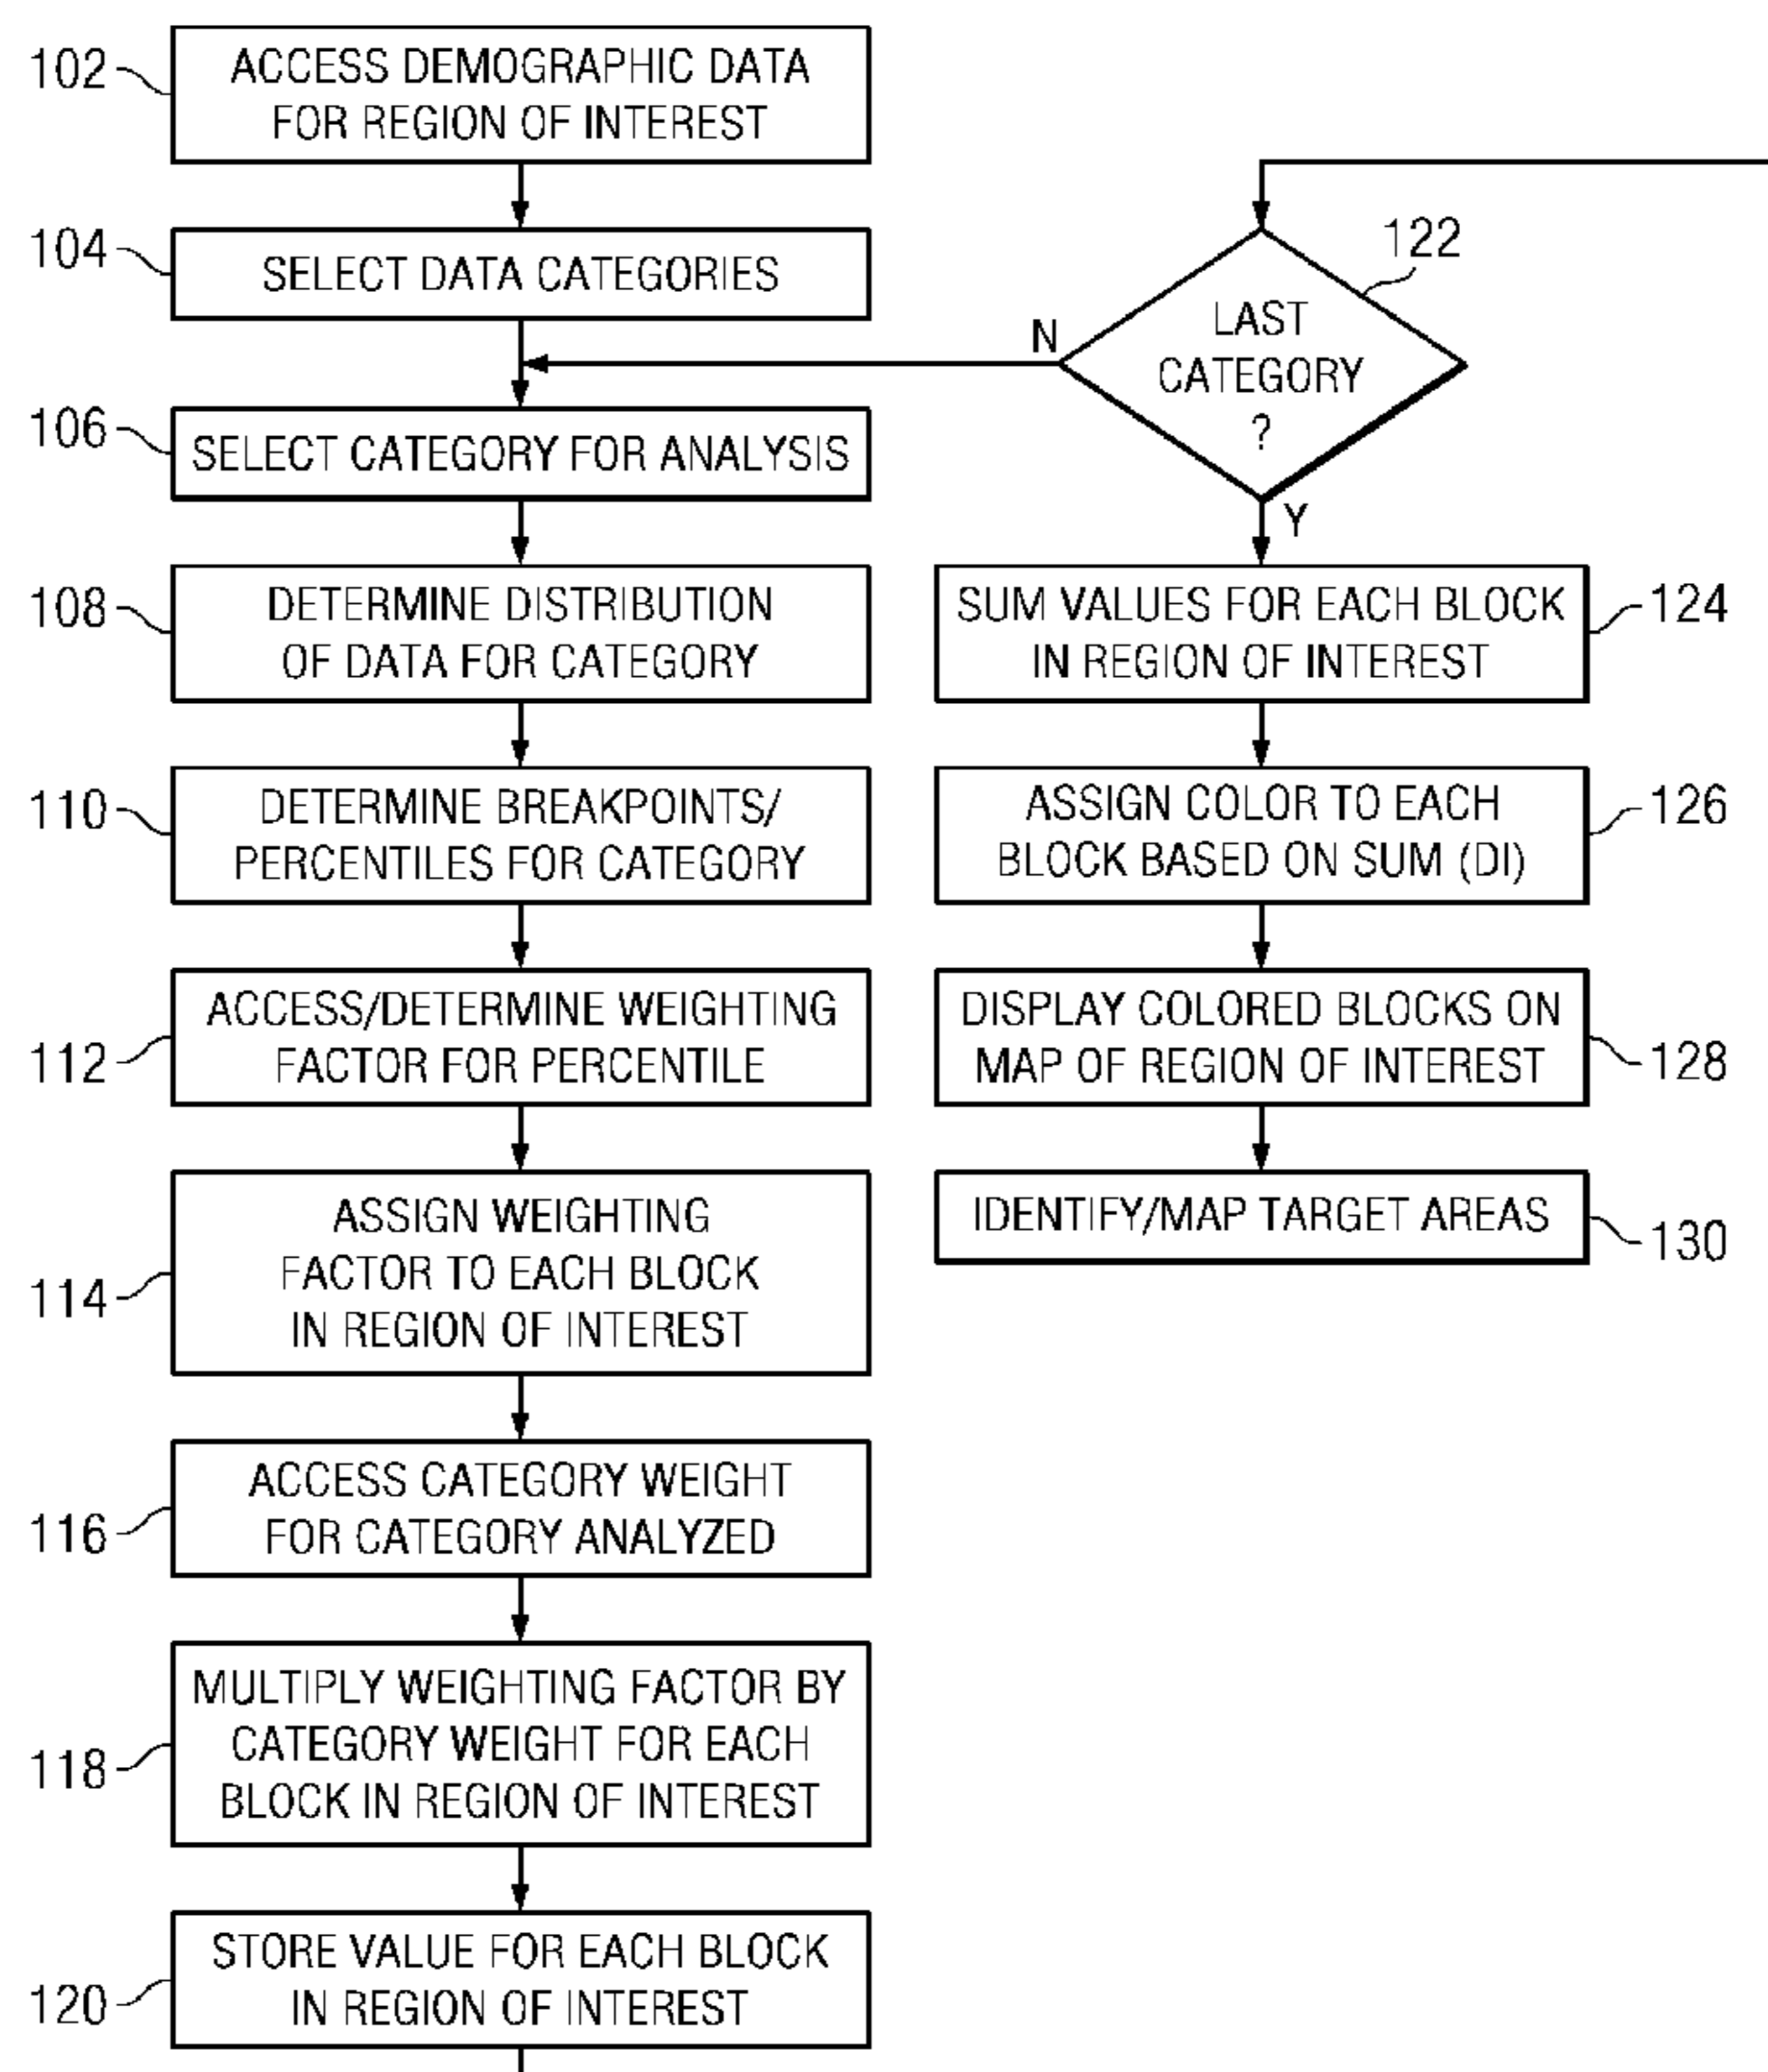 102
ACCESS DEMOGRAPHIC DATA
FOR REGION OF INTEREST
104
SELECT DATA CATEGORIES
106
SELECT CATEGORY FOR ANALYSIS
108
DETERMINE DISTRIBUTION
OF DATA FOR CATEGORY
110
DETERMINE BREAKPOINTS/
PERCENTILES FOR CATEGORY
112
ACCESS/DETERMINE WEIGHTING
FACTOR FOR PERCENTILE
114
ASSIGN WEIGHTING
FACTOR TO EACH BLOCK
IN REGION OF INTEREST
116
ACCESS CATEGORY WEIGHT
FOR CATEGORY ANALYZED
118
MULTIPLY WEIGHTING FACTOR BY
CATEGORY WEIGHT FOR EACH
BLOCK IN REGION OF INTEREST
120
STORE VALUE FOR EACH BLOCK
IN REGION OF INTEREST
122
LAST
CATEGORY
?
N
Y
SUM VALUES FOR EACH BLOCK
IN REGION OF INTEREST
124
ASSIGN COLOR TO EACH
BLOCK BASED ON SUM (DI)
126
DISPLAY COLORED BLOCKS ON
MAP OF REGION OF INTEREST
128
IDENTIFY/MAP TARGET AREAS
130